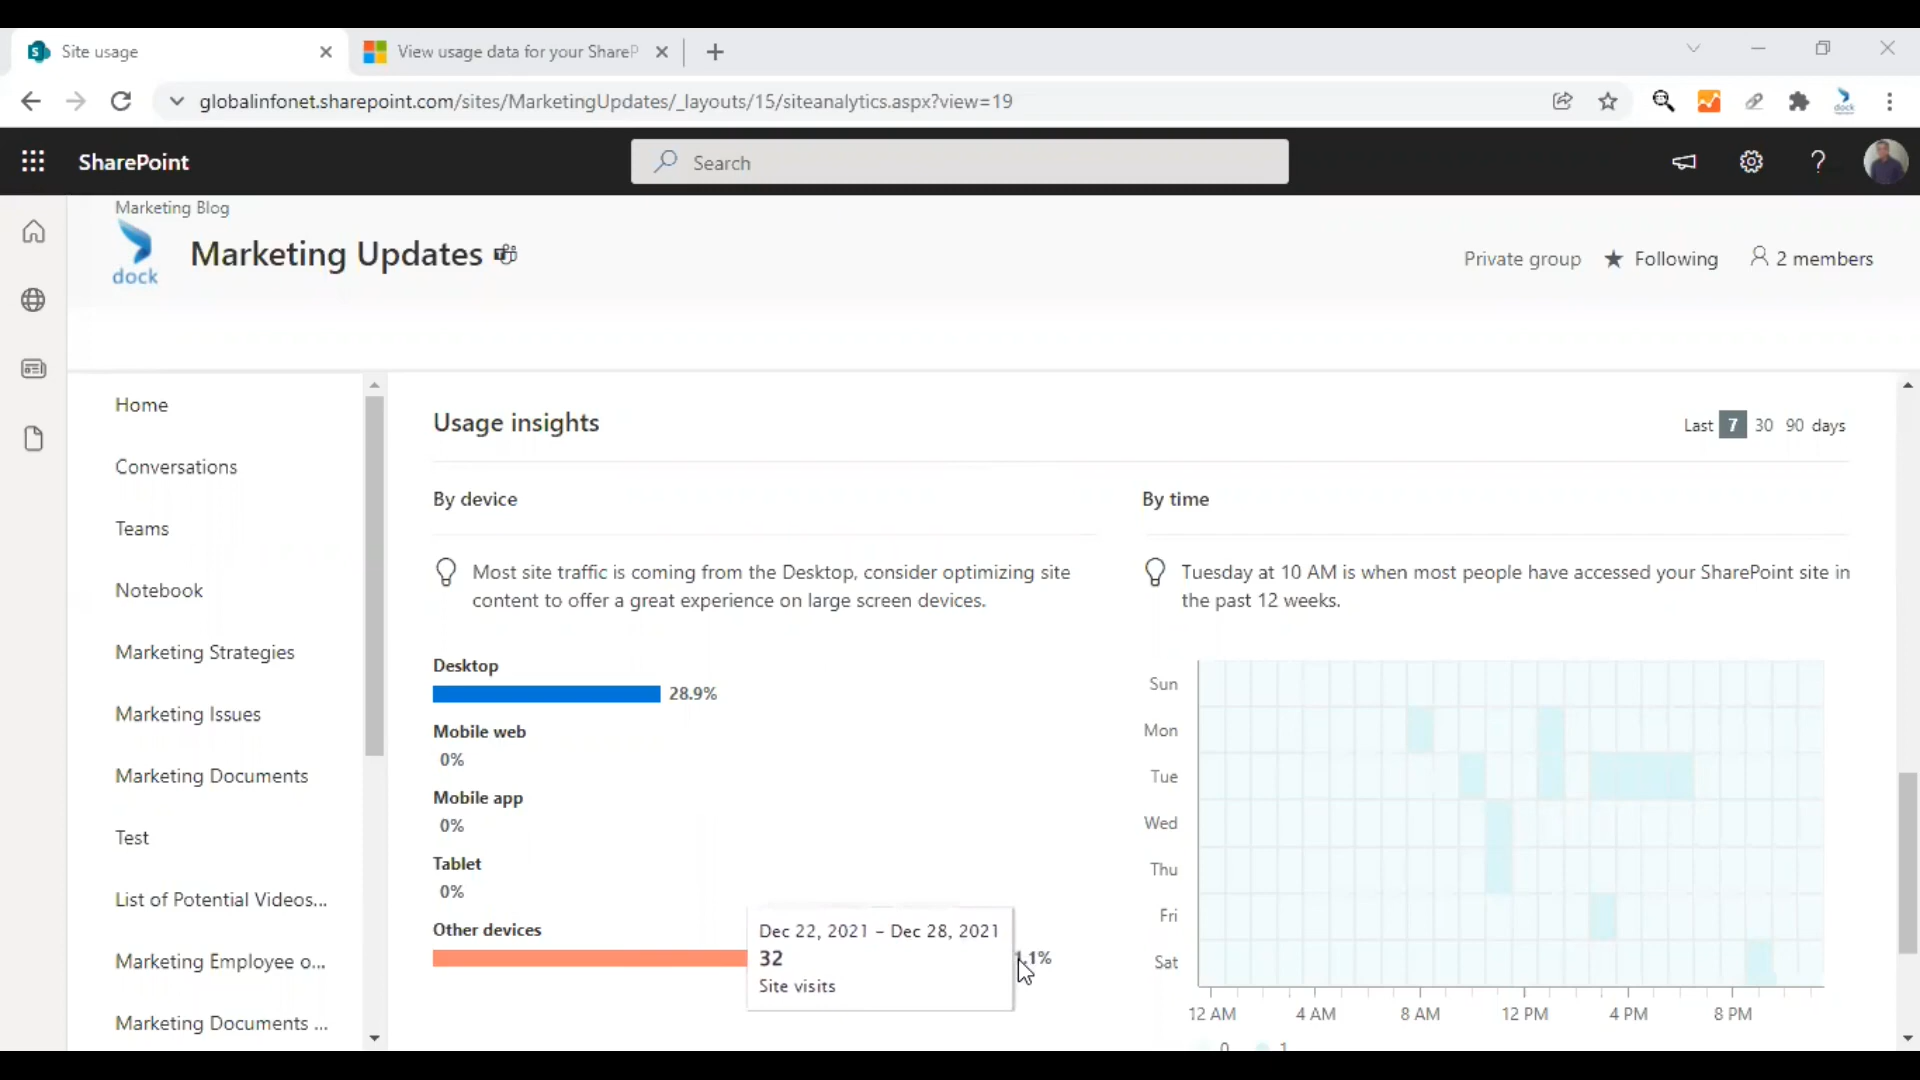 Site usage
View usage data for your ShareP
globalinfonet.sharepoint.com/sites/MarketingUpdates/_layouts/15/siteanalytics.aspx?view=19
dock
SharePoint
Search
Marketing Blog
dock
Marketing Updates
Private group
Following
2 members
Home
Conversations
Teams
Notebook
Marketing Strategies
Marketing Issues
Marketing Documents
Test
List of Potential Videos...
Marketing Employee o...
Marketing Documents ...
Usage insights
Last 7 30 90 days
By device
Most site traffic is coming from the Desktop, consider optimizing site
content to offer a great experience on large screen devices.
Desktop
28.9%
Mobile web
0%
Mobile app
0%
Tablet
0%
Other devices
Dec 22, 2021 – Dec 28, 2021
32
Site visits
.1%
By time
Tuesday at 10 AM is when most people have accessed your SharePoint site in
the past 12 weeks.
Sun
Mon
Tue
Wed
Thu
Fri
Sat
12 AM 4 AM 8 AM 12 PM 4 PM 8 PM
0 1